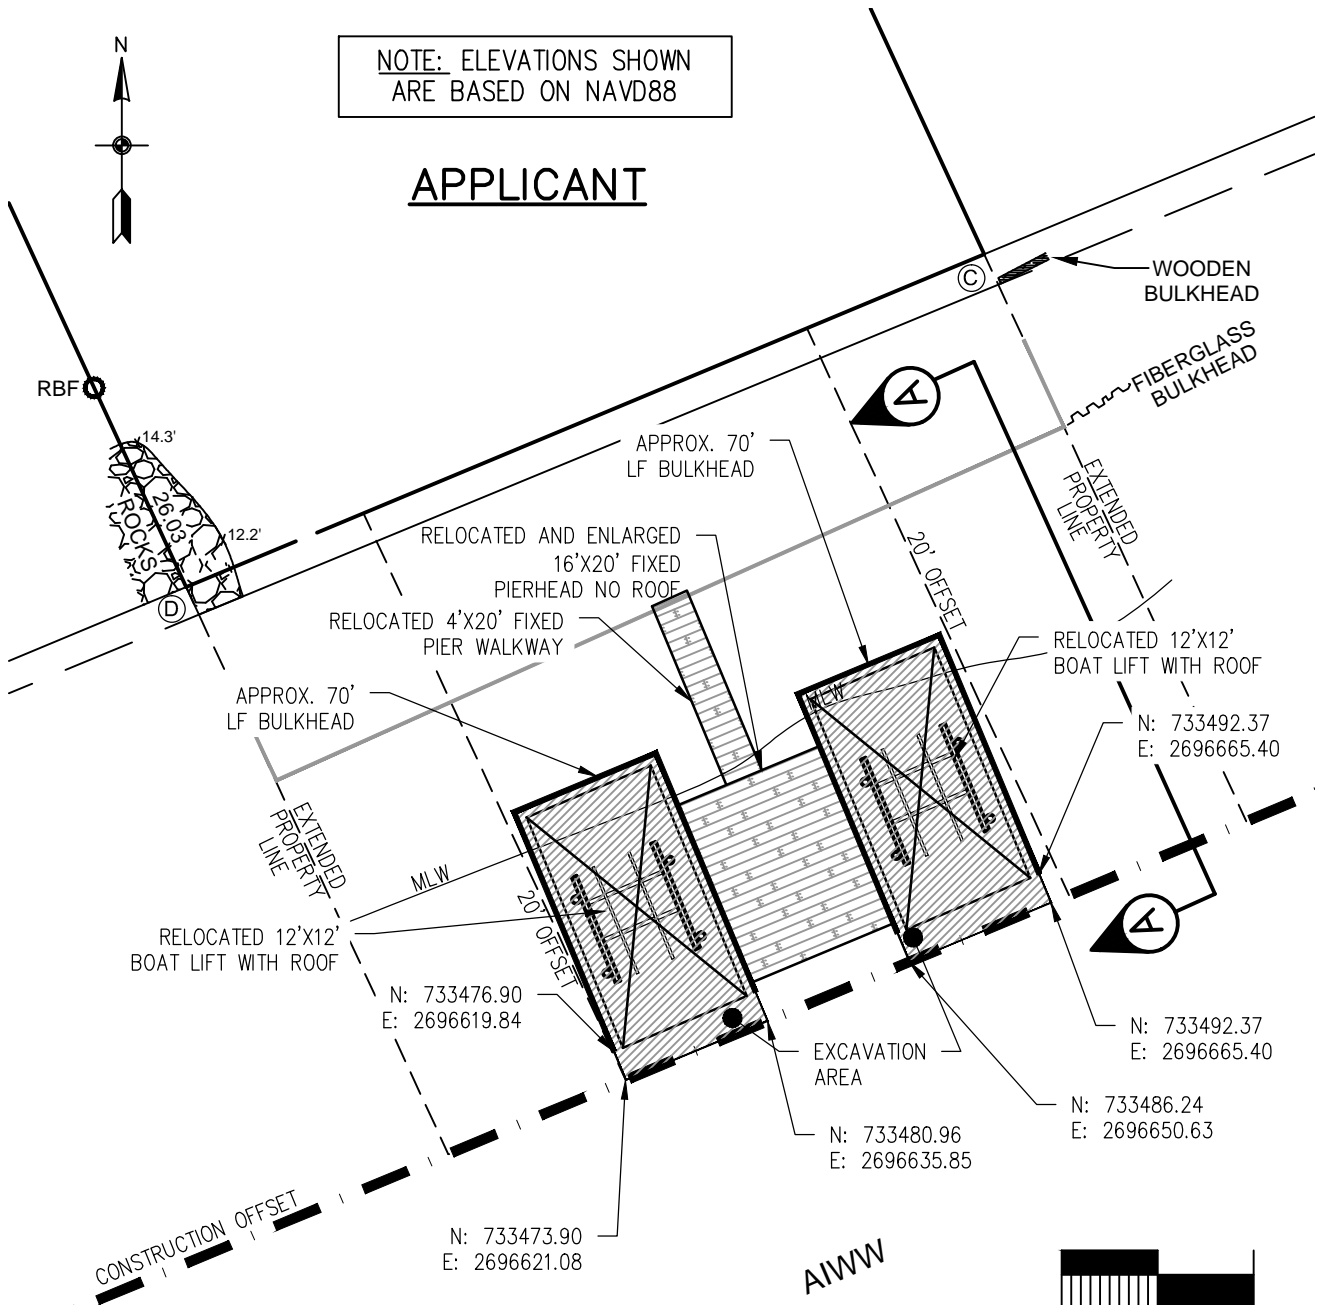 N
NOTE: ELEVATIONS SHOWN
ARE BASED ON NAVD88
APPLICANT
C
WOODEN
BULKHEAD
RBF
FIBERGLASS
BULKHEAD
A
14.3'
26.03
ROCKS
12.2'
D
APPROX. 70'
LF BULKHEAD
EXTENDED
PROPERTY
LINE
RELOCATED AND ENLARGED
16'X20' FIXED
PIERHEAD NO ROOF
20' OFFSET
RELOCATED 4'X20' FIXED
PIER WALKWAY
RELOCATED 12'X12'
BOAT LIFT WITH ROOF
APPROX. 70'
LF BULKHEAD
MLW
N: 733492.37
E: 2696665.40
EXTENDED
PROPERTY
LINE
MLW
20' OFFSET
A
RELOCATED 12'X12'
BOAT LIFT WITH ROOF
N: 733476.90
E: 2696619.84
EXCAVATION
AREA
N: 733492.37
E: 2696665.40
N: 733486.24
E: 2696650.63
N: 733480.96
E: 2696635.85
CONSTRUCTION OFFSET
N: 733473.90
E: 2696621.08
AIWW